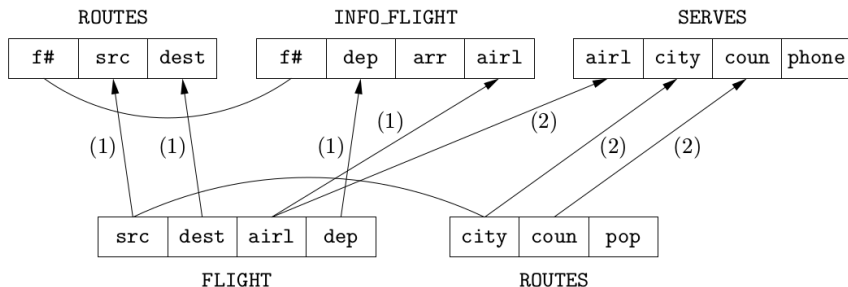 ROUTES INFO_FLIGHT SERVES
f# src dest f# dep arr airl airl city coun phone
(1) (1) (1) (1) (2) (2) (2)
src dest airl dep city coun pop
FLIGHT ROUTES